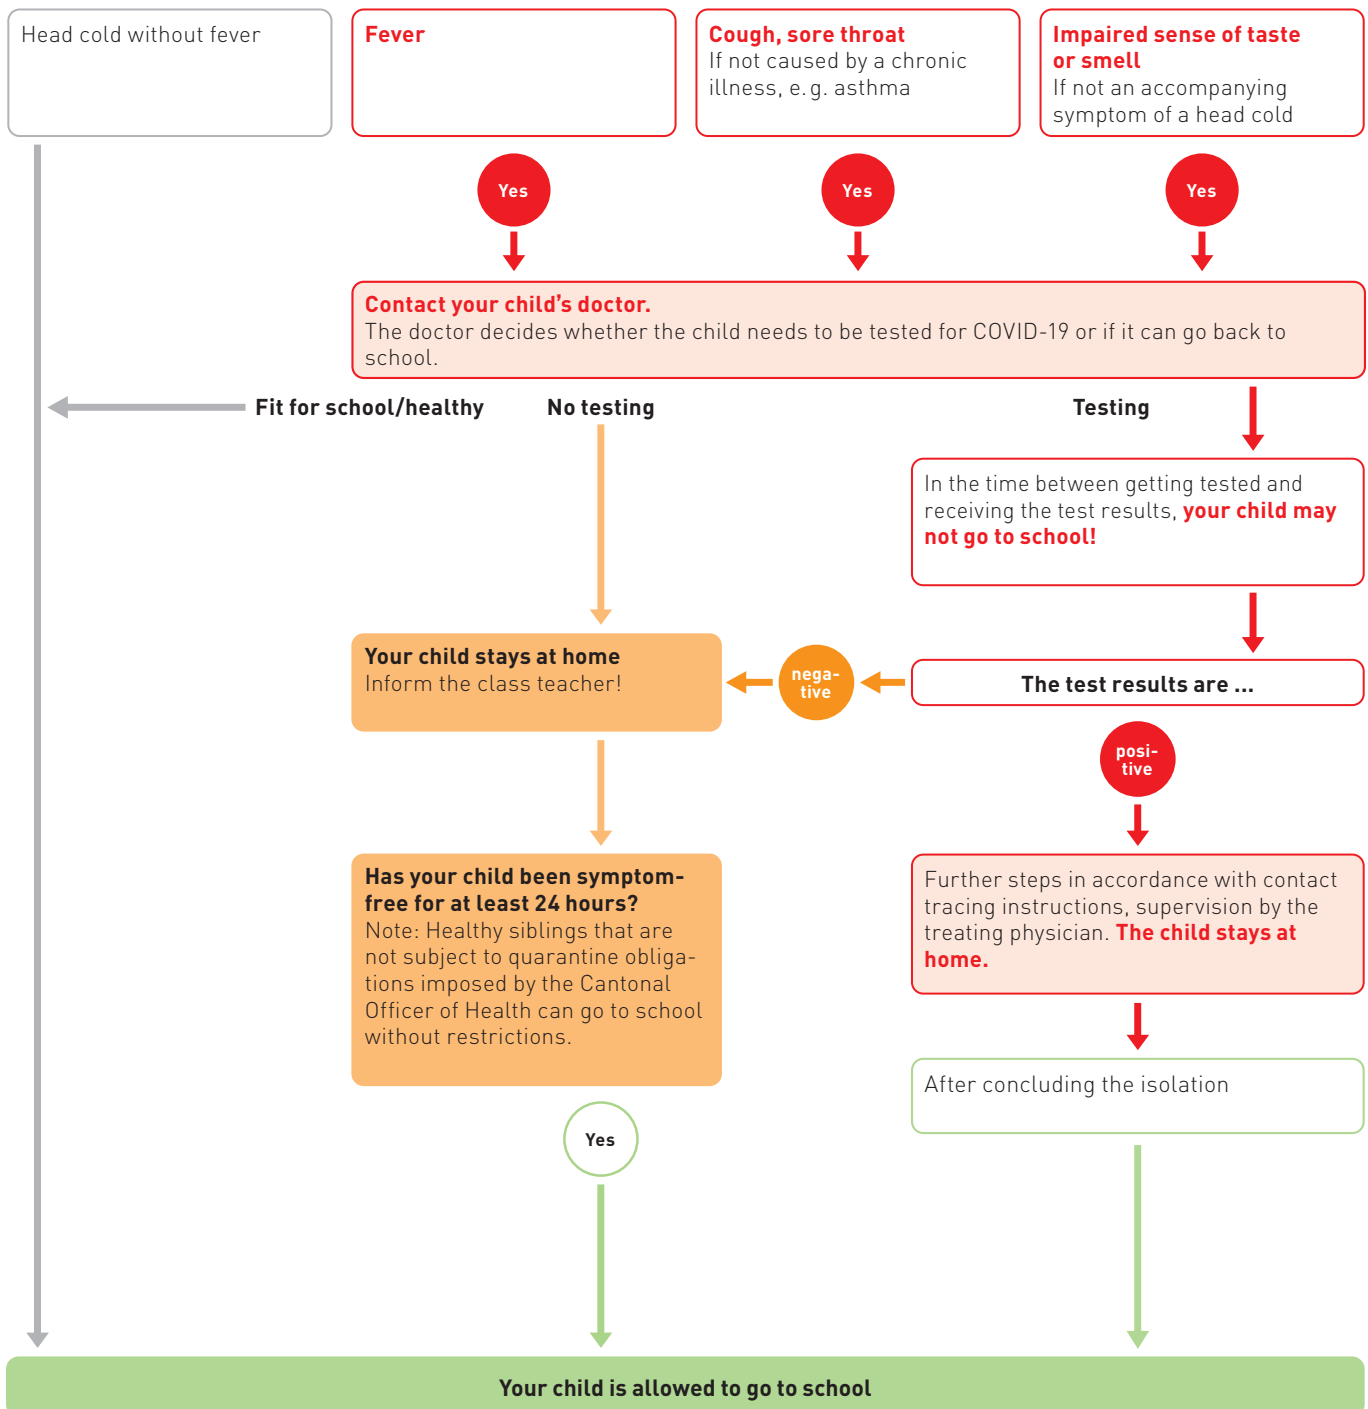 Head cold without fever
Fever
Cough, sore throat
If not caused by a chronic
illness, e. g. asthma
Impaired sense of taste
or smell
If not an accompanying
symptom of a head cold
Yes
Yes
Yes
Contact your child’s doctor.
The doctor decides whether the child needs to be tested for COVID-19 or if it can go back to
school.
Fit for school/healthy
No testing
Testing
In the time between getting tested and
receiving the test results, your child may
not go to school!
Your child stays at home
Inform the class teacher!
nega-
tive
The test results are ...
posi-
tive
Has your child been symptom-
free for at least 24 hours?
Note: Healthy siblings that are
not subject to quarantine obliga-
tions imposed by the Cantonal
Officer of Health can go to school
without restrictions.
Further steps in accordance with contact
tracing instructions, supervision by the
treating physician. The child stays at
home.
After concluding the isolation
Yes
Your child is allowed to go to school